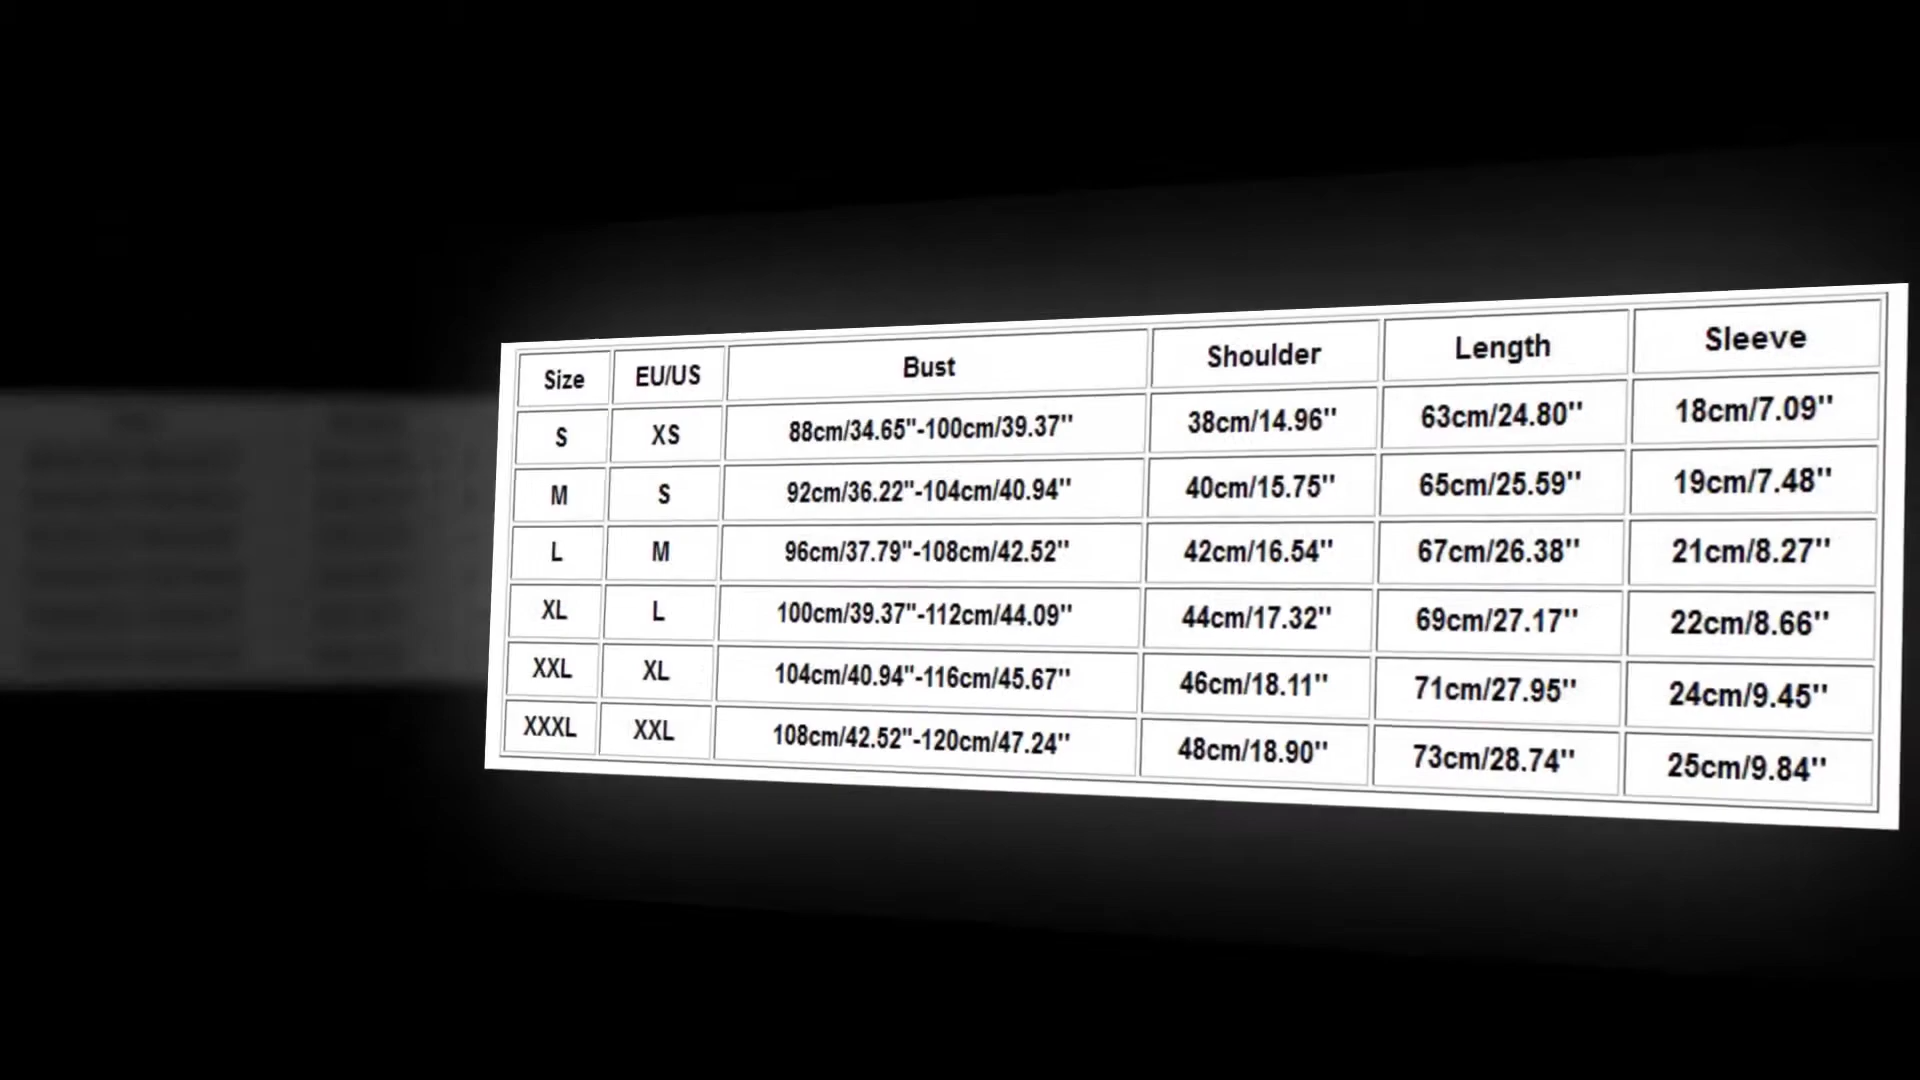 Size EU/US Bust Shoulder Length Sleeve
S XS 88cm/34.65"-100cm/39.37" 38cm/14.96" 63cm/24.80" 18cm/7.09"
M S 92cm/36.22"-104cm/40.94" 40cm/15.75" 65cm/25.59" 19cm/7.48"
L M 96cm/37.79"-108cm/42.52" 42cm/16.54" 67cm/26.38" 21cm/8.27"
XL L 100cm/39.37"-112cm/44.09" 44cm/17.32" 69cm/27.17" 22cm/8.66"
XXL XL 104cm/40.94"-116cm/45.67" 46cm/18.11" 71cm/27.95" 24cm/9.45"
XXXL XXL 108cm/42.52"-120cm/47.24" 48cm/18.90" 73cm/28.74" 25cm/9.84"